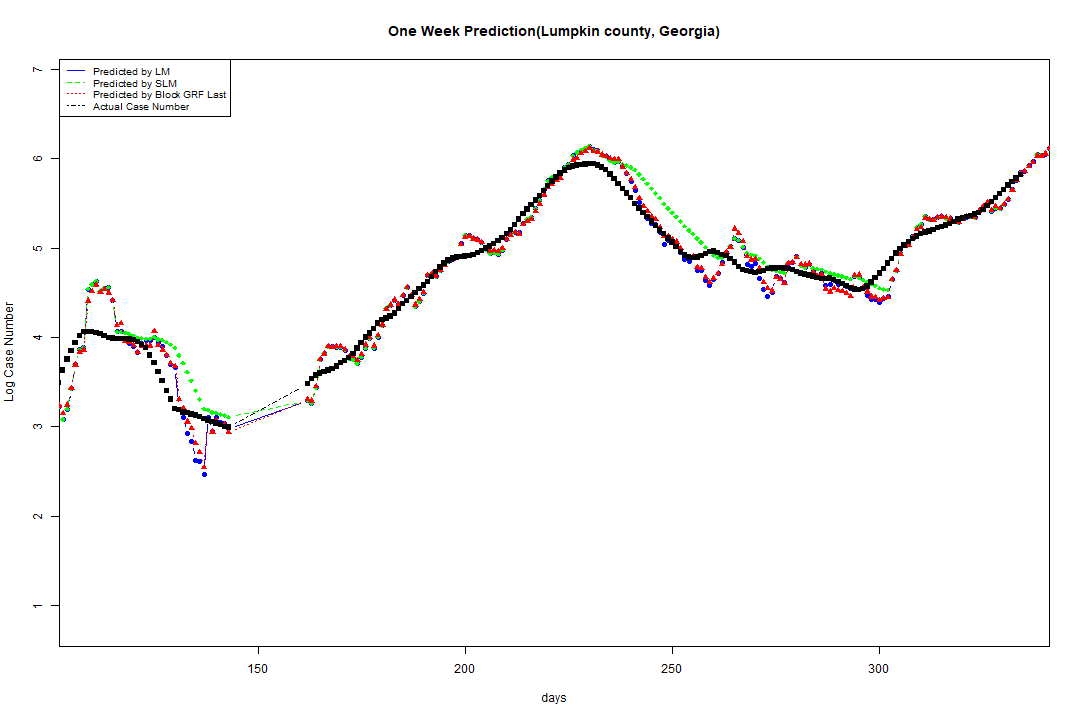 One Week Prediction(Lumpkin county, Georgia)
Predicted by LM
Predicted by SLM
Predicted by Block GRF Last
Actual Case Number
7
6
5
4
3
2
1
Log Case Number
150 200 250 300
days